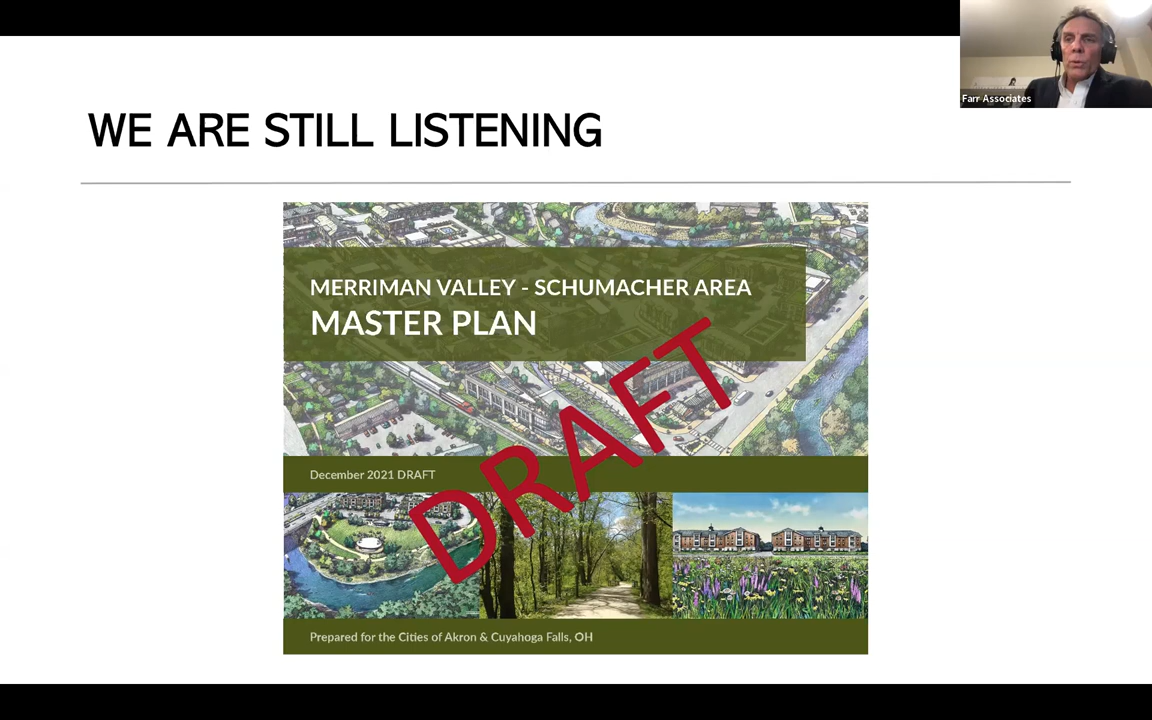 Farr Associates
WE ARE STILL LISTENING
MERRIMAN VALLEY - SCHUMACHER AREA
MASTER PLAN
DRAFT
December 2021 DRAFT
Prepared for the Cities of Akron & Cuyahoga Falls, OH